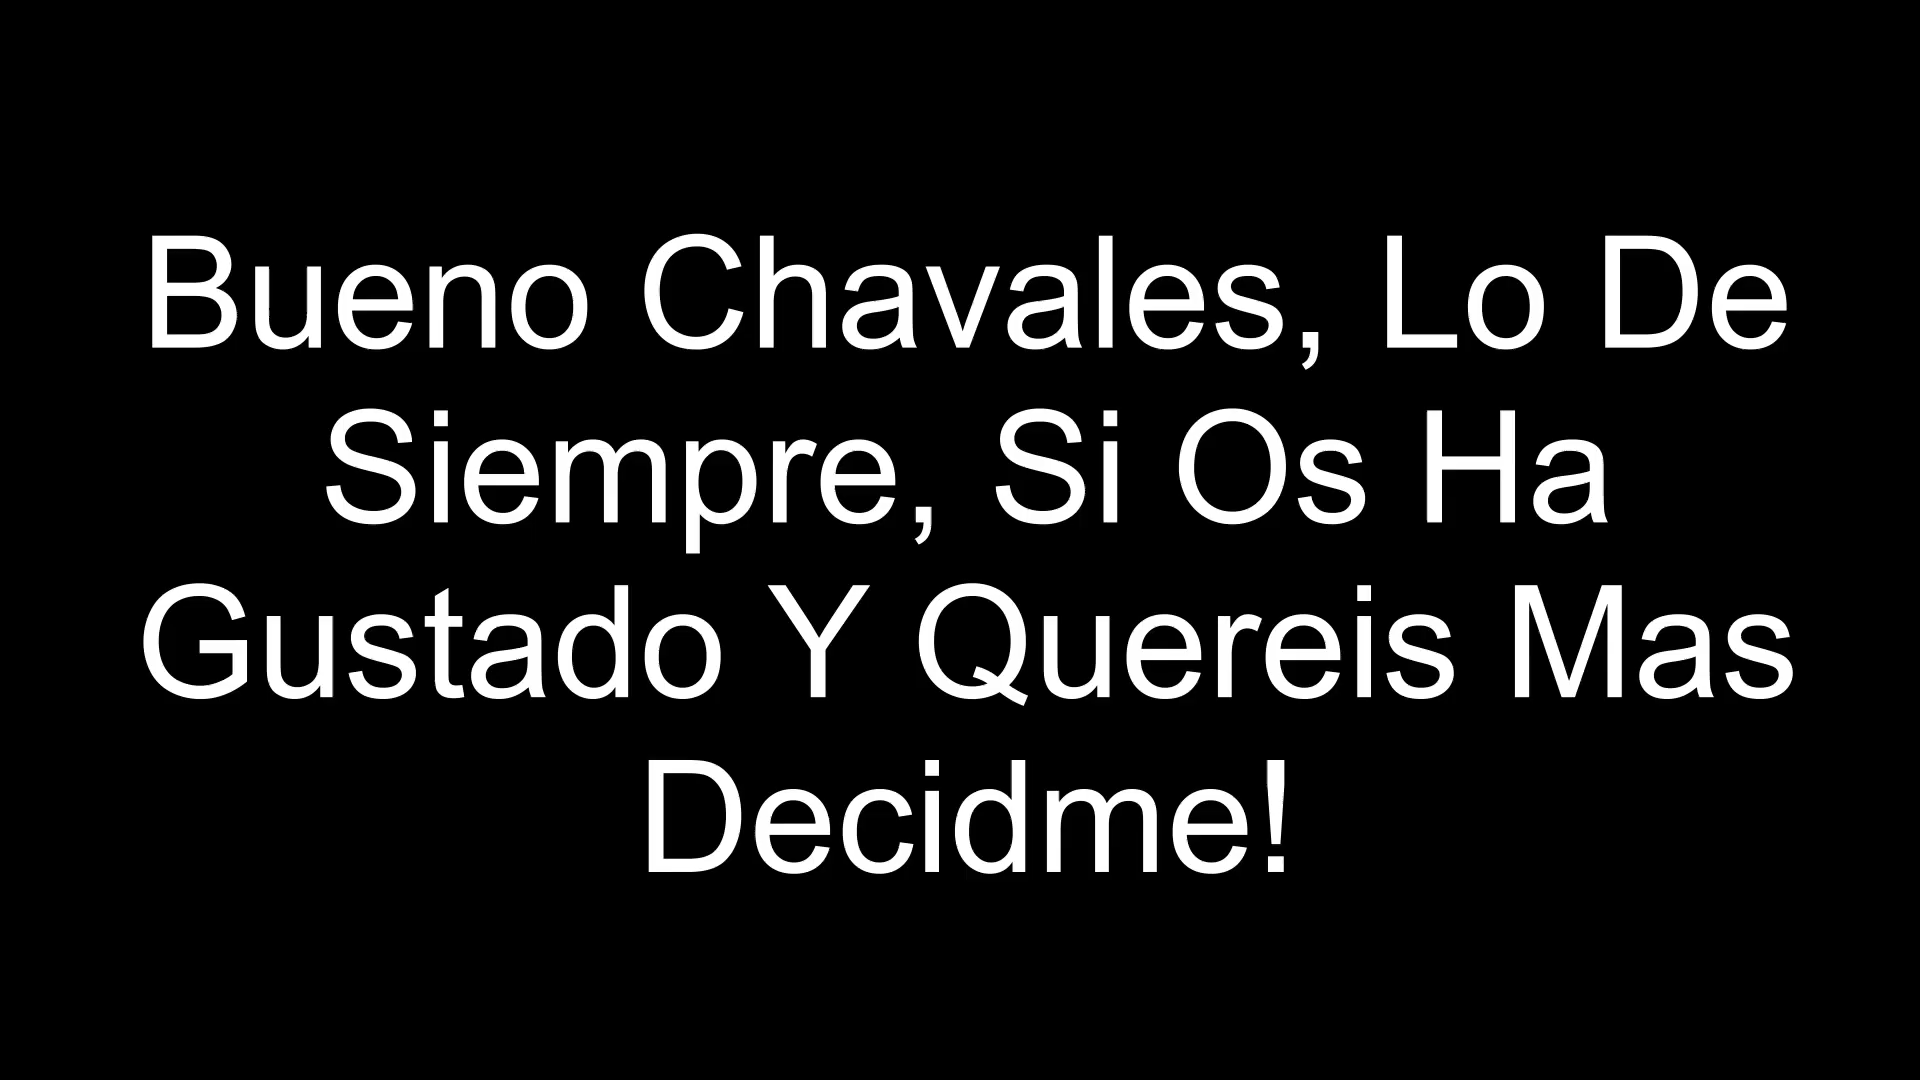 Bueno Chavales, Lo De
Siempre, Si Os Ha
Gustado Y Quereis Mas
Decidme!